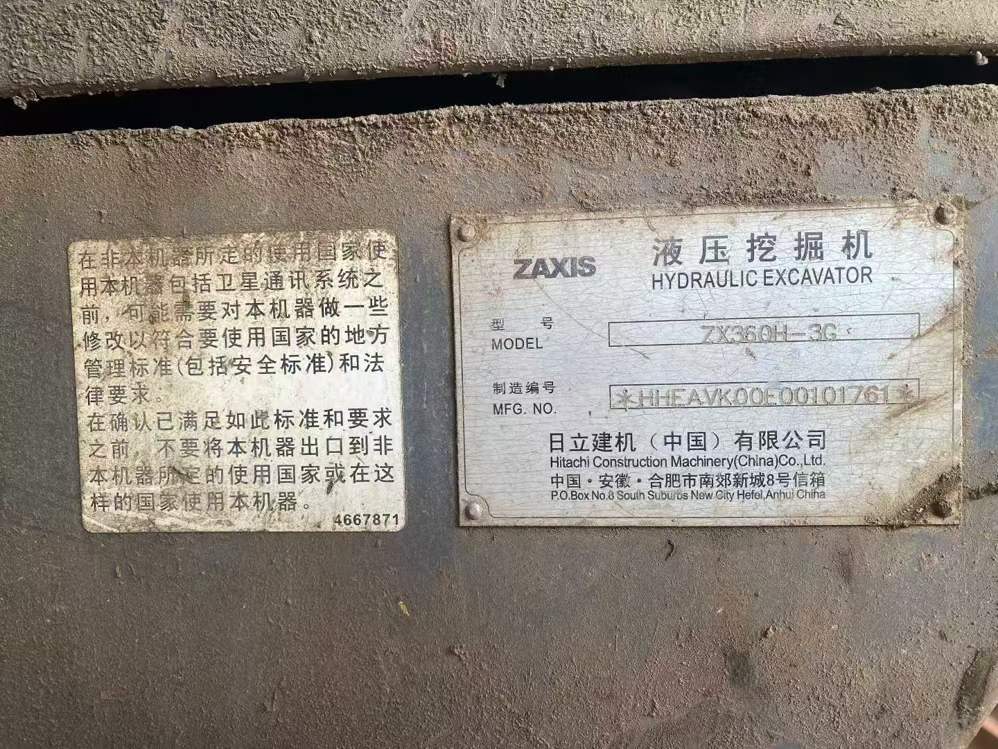 在非本机器所定的使用国家使
用本机器包括卫星通讯系统之
前，可能需要对本机器做一些
修改以符合要使用国家的地方
管理标准(包括安全标准)和法
律要求。
在确认已满足如此标准和要求
之前，不要将本机器出口到非
本机器所定的使用国家或在这
样的国家使用本机器。
4667871
ZAXIS
液压挖掘机
HYDRAULIC EXCAVATOR
型 号
MODEL
ZX360H-3G
制造编号
MFG. NO.
*HHEAVK00E00101761*
日立建机（中国）有限公司
Hitachi Construction Machinery(China)Co.,Ltd.
中国·安徽·合肥市南郊新城8号信箱
P.O.Box No.8 South Suburbs New City Hefei,Anhui China